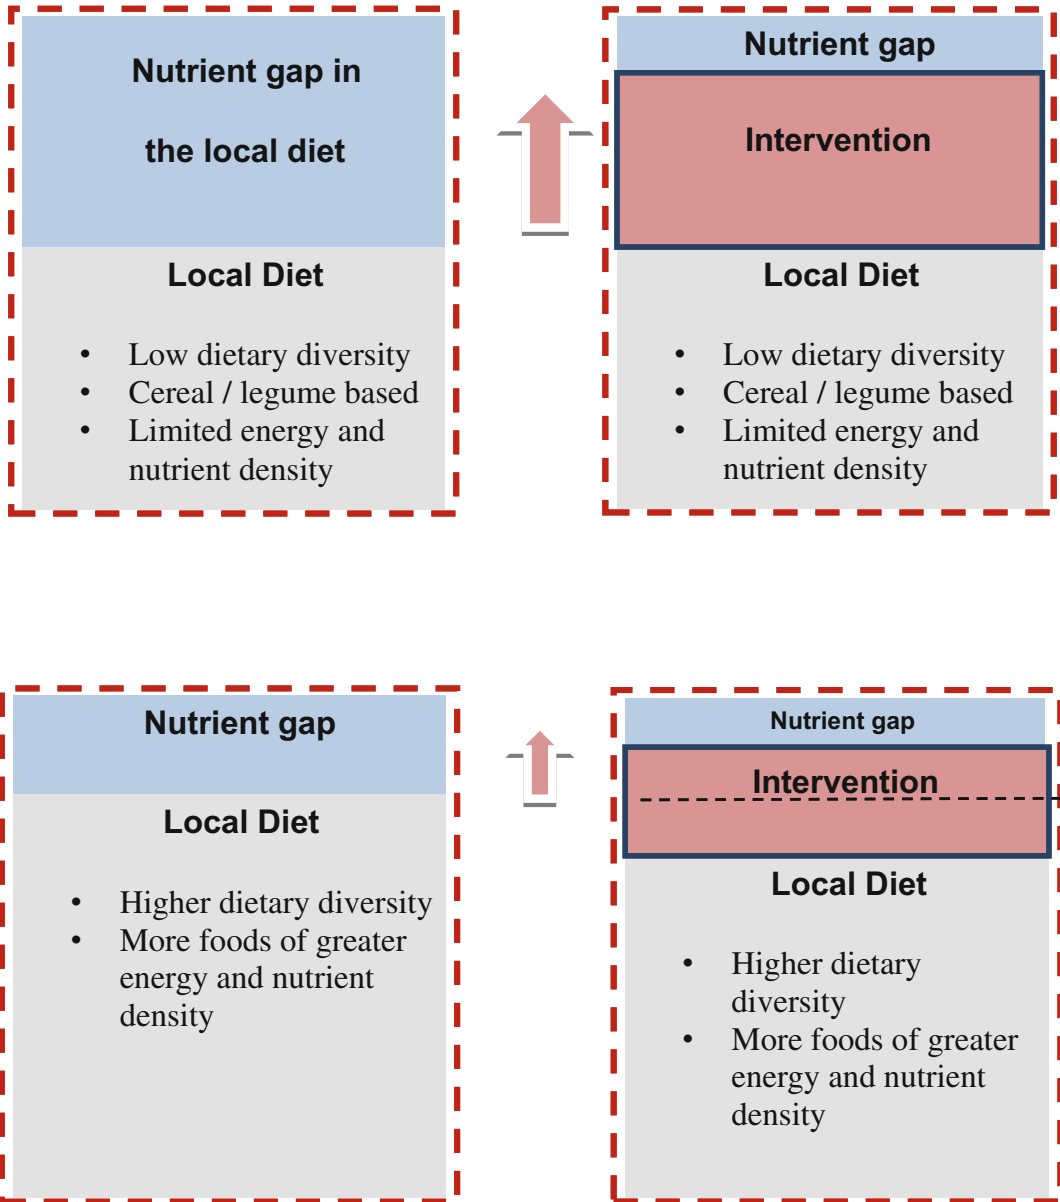 Nutrient gap in
the local diet
Local Diet
• Low dietary diversity
• Cereal / legume based
• Limited energy and
nutrient density
Nutrient gap
Intervention
Local Diet
• Low dietary diversity
• Cereal / legume based
• Limited energy and
nutrient density
Nutrient gap
Local Diet
• Higher dietary diversity
• More foods of greater
energy and nutrient
density
Nutrient gap
Intervention
Local Diet
• Higher dietary
diversity
• More foods of greater
energy and nutrient
density